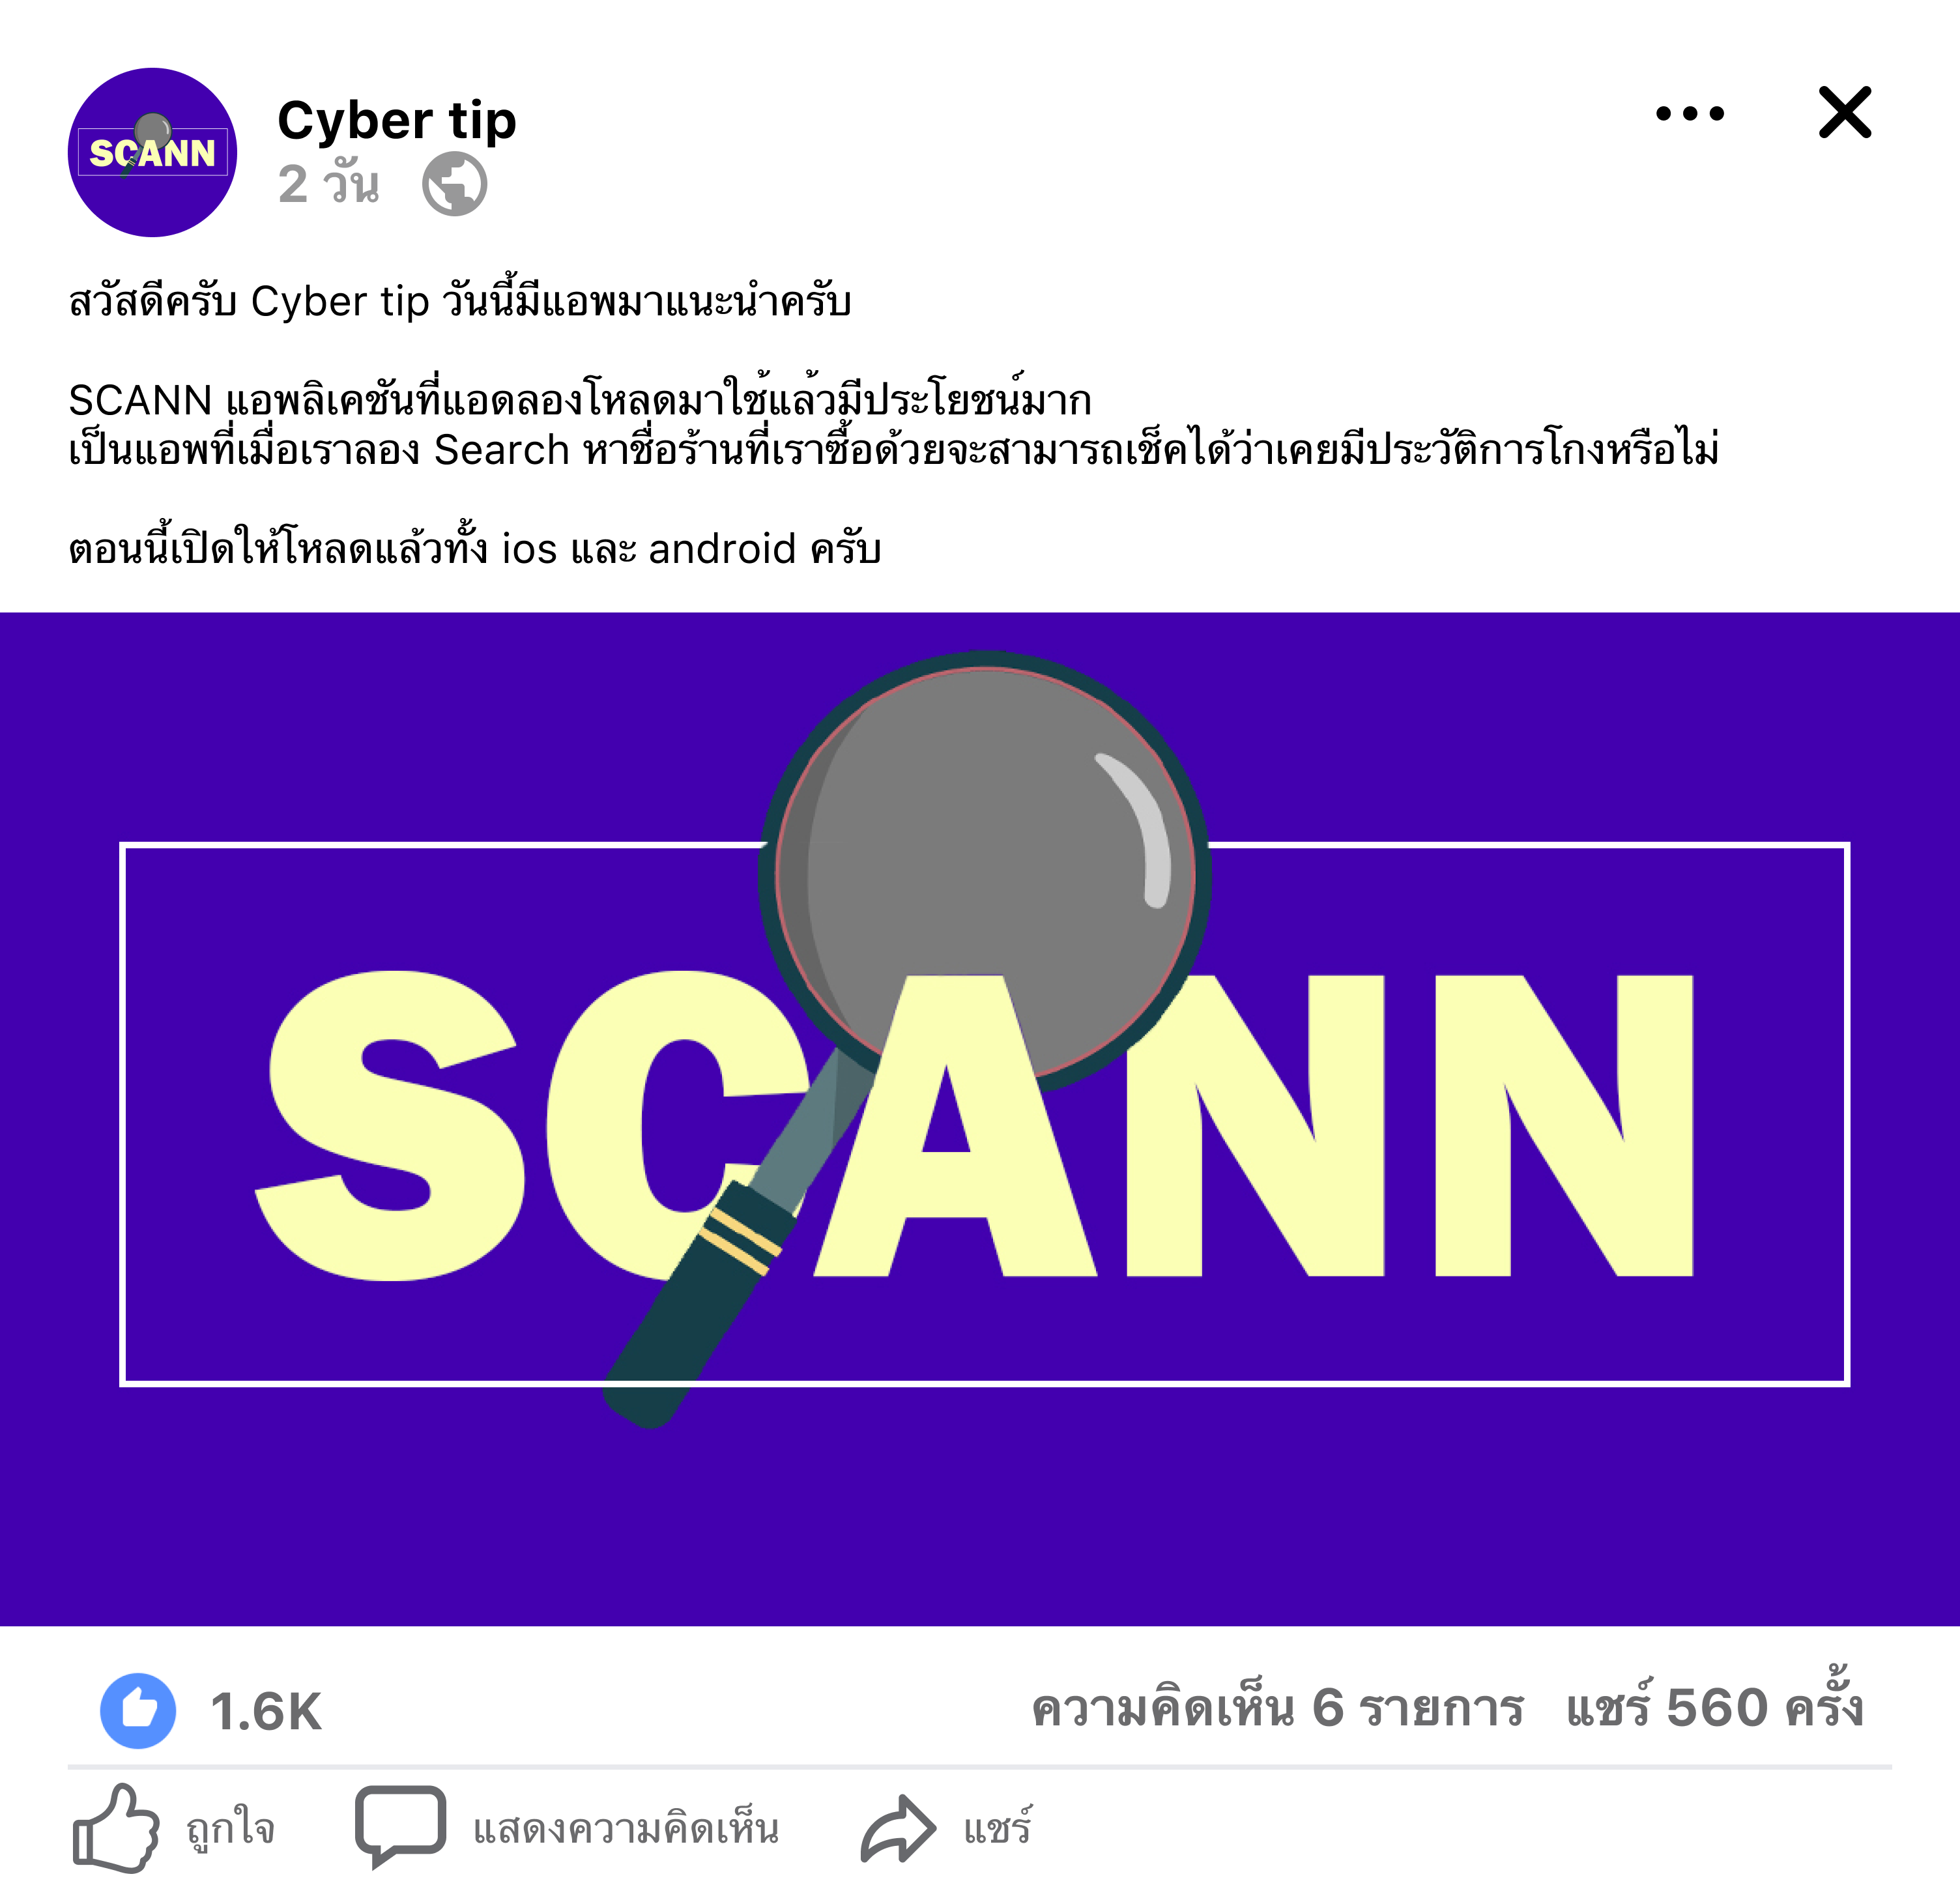 SCANN
Cyber tip
2 วัน
สวัสดีครับ Cyber tip วันนี้มีแอพมาแนะนำครับ
SCANN แอพลิเคชันที่แอดลองโหลดมาใช้แล้วมีประโยชน์มาก
เป็นแอพที่เมื่อเราลอง Search หาชื่อร้านที่เราซื้อด้วยจะสามารถเช็คได้ว่าเคยมีประวัติการโกงหรือไม่
ตอนนี้เปิดให้โหลดแล้วทั้ง ios และ android ครับ
SCANN
1.6K
ความคิดเห็น 6 รายการ แชร์ 560 ครั้ง
ถูกใจ แสดงความคิดเห็น แชร์